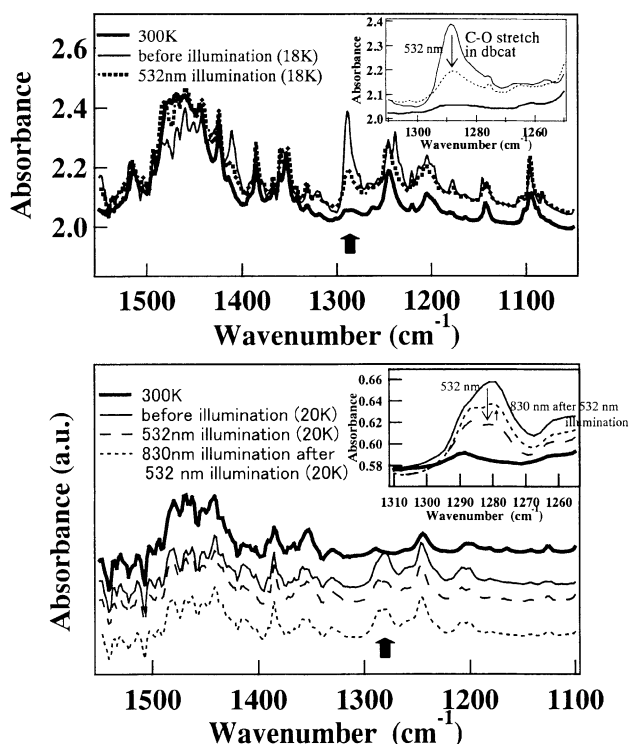 2.6
2.4
2.2
2.0
Absorbance
300K
before illumination (18K)
532nm illumination (18K)
2.4
2.3
2.2
2.1
2.0
Absorbance
532 nm
C-O stretch
in dbcat
1300 1280 1260
Wavenumber (cm-1)
1500 1400 1300 1200 1100
Wavenumber (cm-1)
Absorbance (a.u.)
300K
before illumination (20K)
532nm illumination (20K)
830nm illumination after
532 nm illumination (20K)
0.66
0.64
0.62
0.60
0.58
Absorbance
532 nm
830 nm after 532 nm
illumination
1310 1300 1290 1280 1270 1260
Wavenumber (cm-1)
1500 1400 1300 1200 1100
Wavenumber (cm-1)